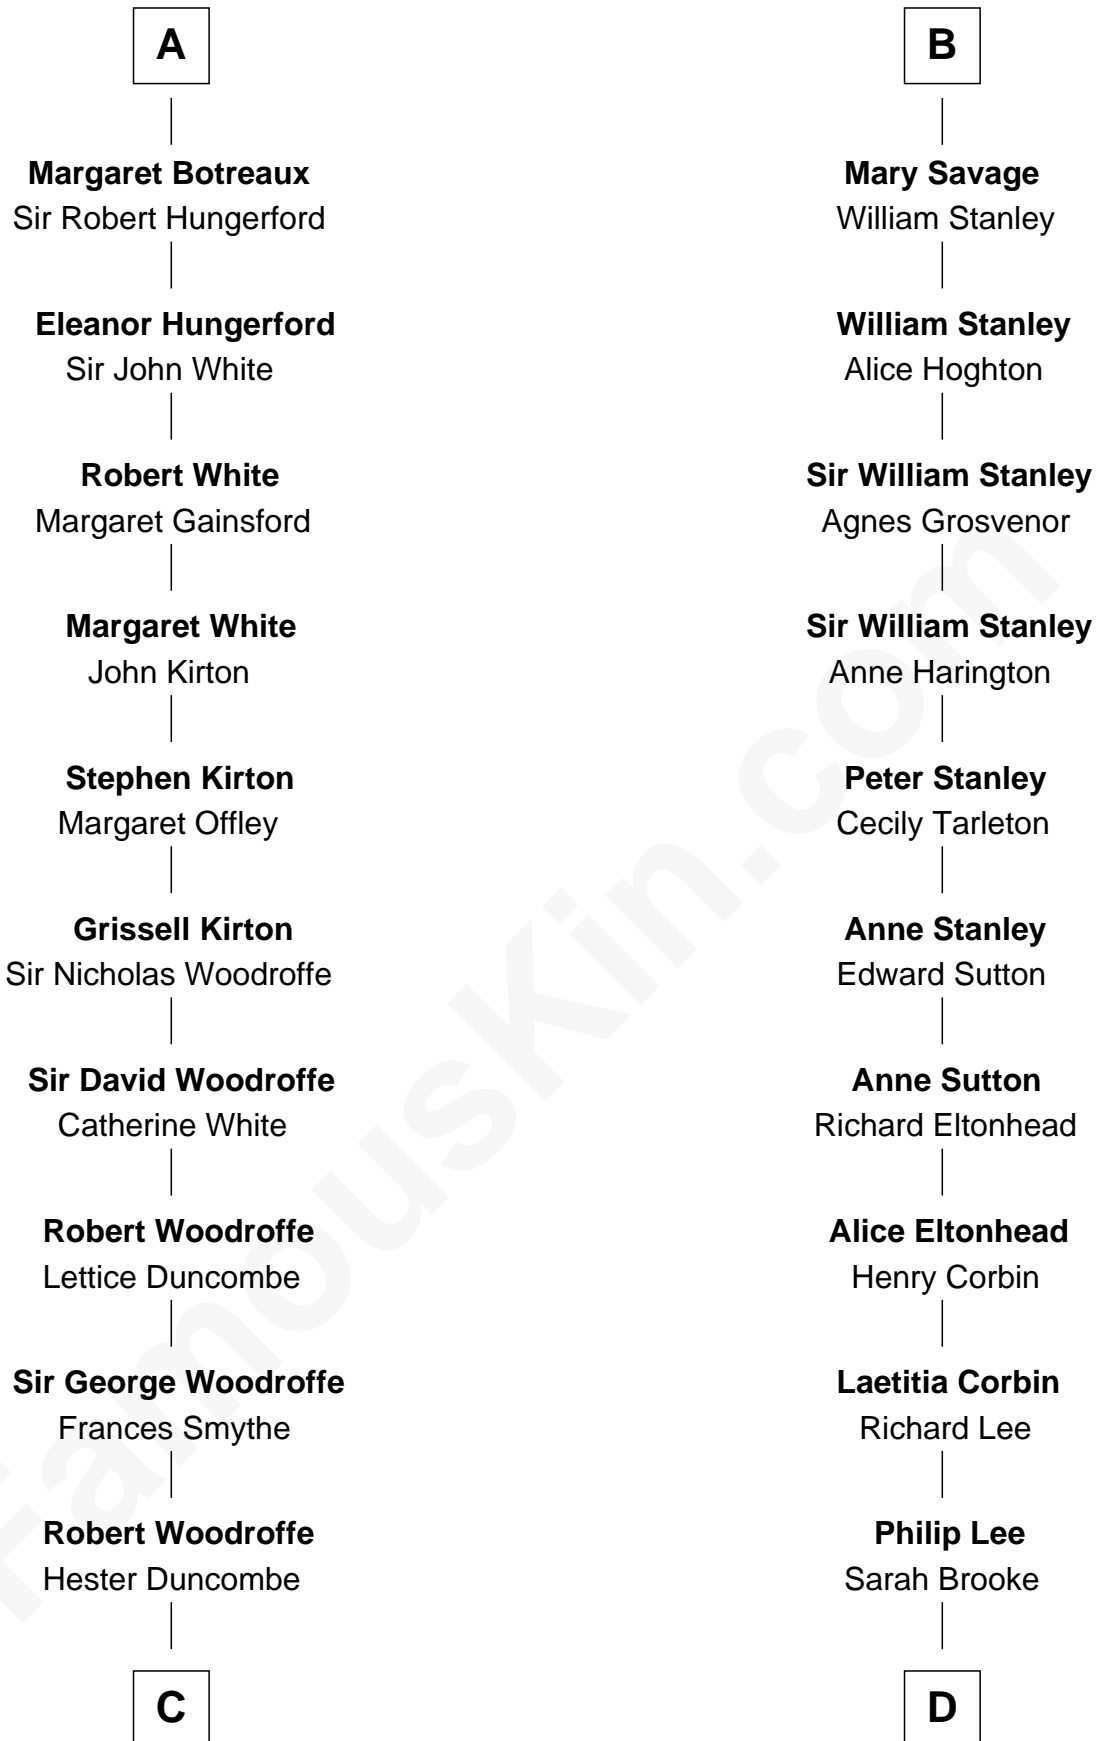 A
Margaret Botreaux
Sir Robert Hungerford
Eleanor Hungerford
Sir John White
Robert White
Margaret Gainsford
Margaret White
John Kirton
Stephen Kirton
Margaret Offley
Grissell Kirton
Sir Nicholas Woodroffe
Sir David Woodroffe
Catherine White
Robert Woodroffe
Lettice Duncombe
Sir George Woodroffe
Frances Smythe
Robert Woodroffe
Hester Duncombe
C
B
Mary Savage
William Stanley
William Stanley
Alice Hoghton
Sir William Stanley
Agnes Grosvenor
Sir William Stanley
Anne Harington
Peter Stanley
Cecily Tarleton
Anne Stanley
Edward Sutton
Anne Sutton
Richard Eltonhead
Alice Eltonhead
Henry Corbin
Laetitia Corbin
Richard Lee
Philip Lee
Sarah Brooke
D
FamousKin.com